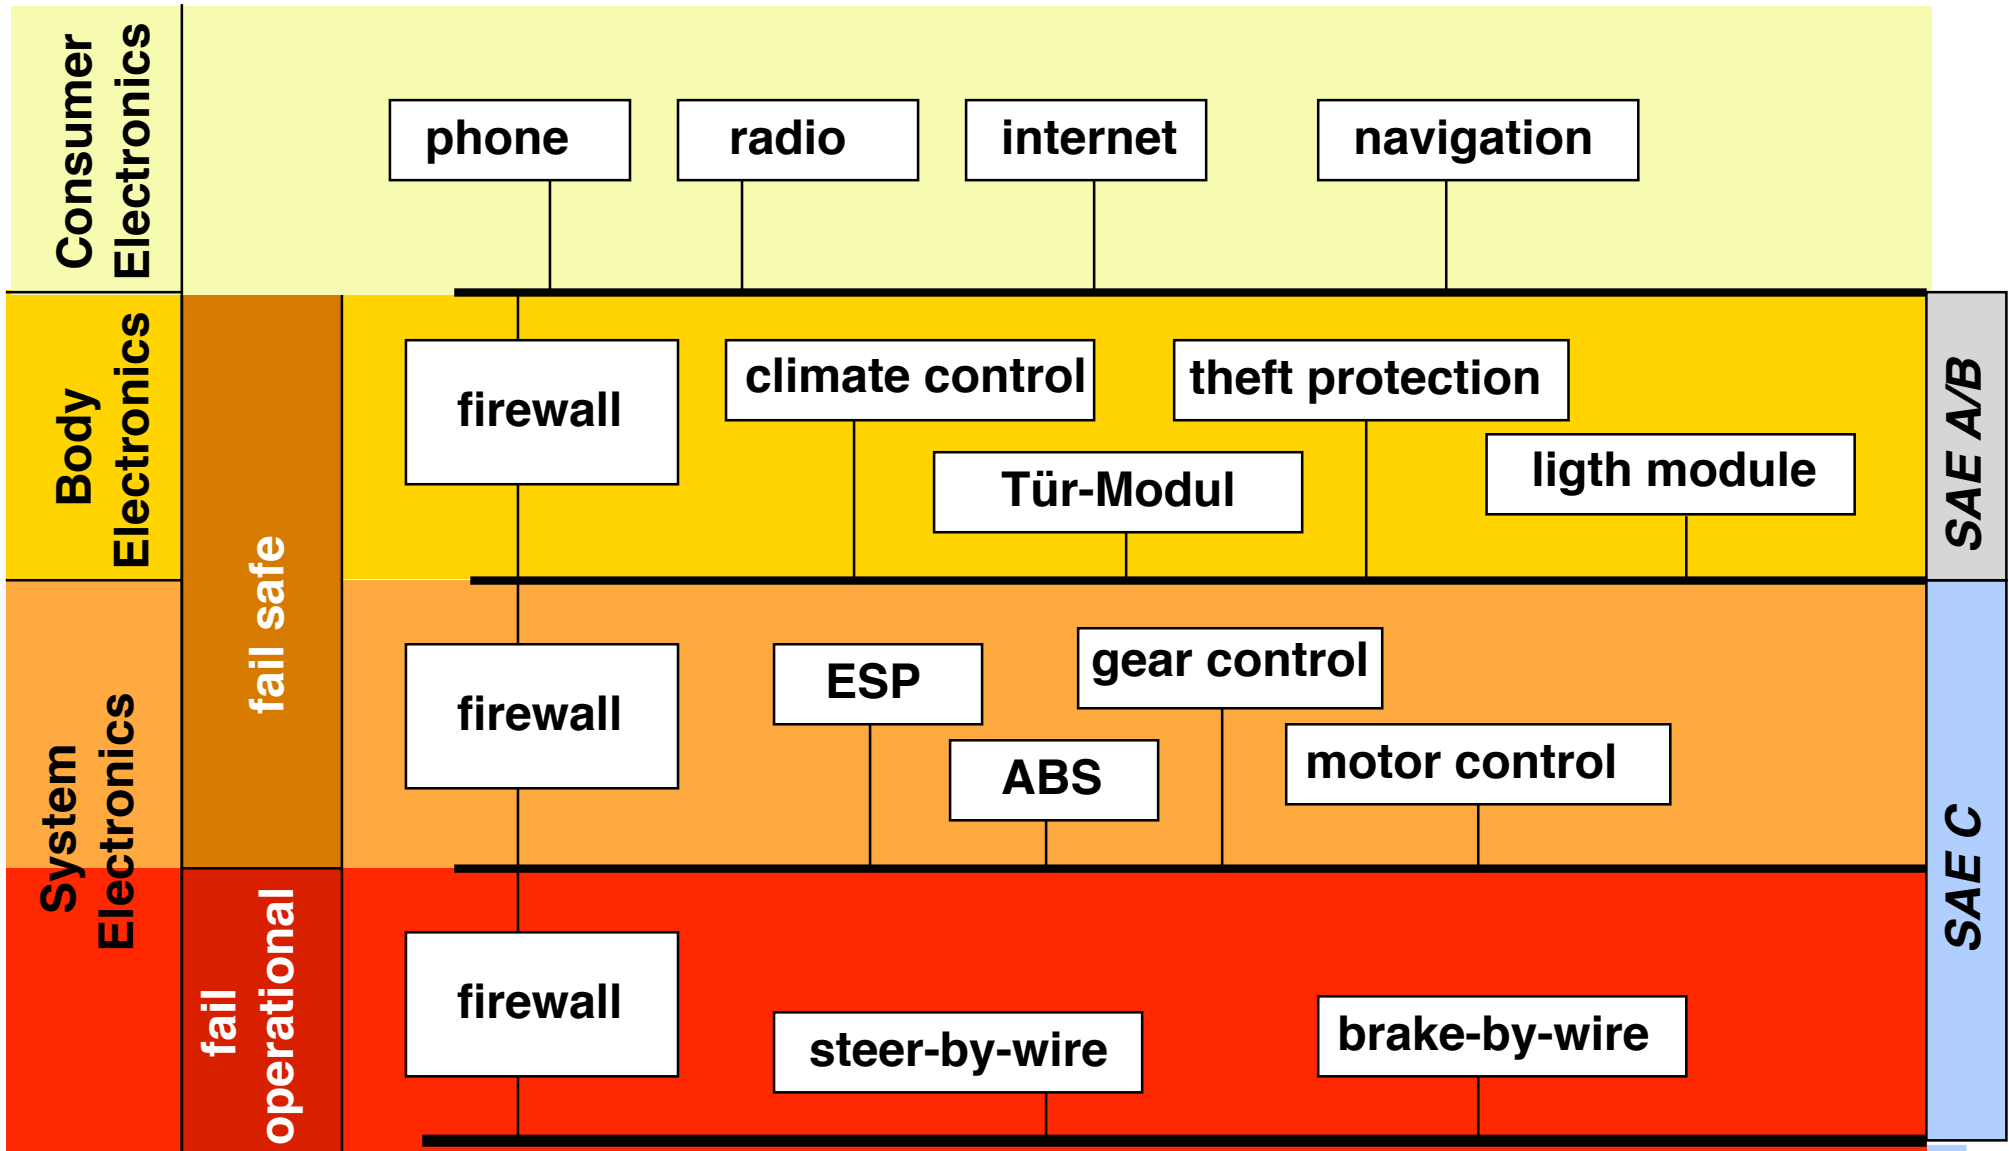 Consumer
Electronics
phone
radio
internet
navigation
Body
Electronics
fail safe
firewall
climate control
theft protection
Tür-Modul
ligth module
SAE A/B
System
Electronics
firewall
ESP
gear control
ABS
motor control
SAE C
fail
operational
firewall
steer-by-wire
brake-by-wire